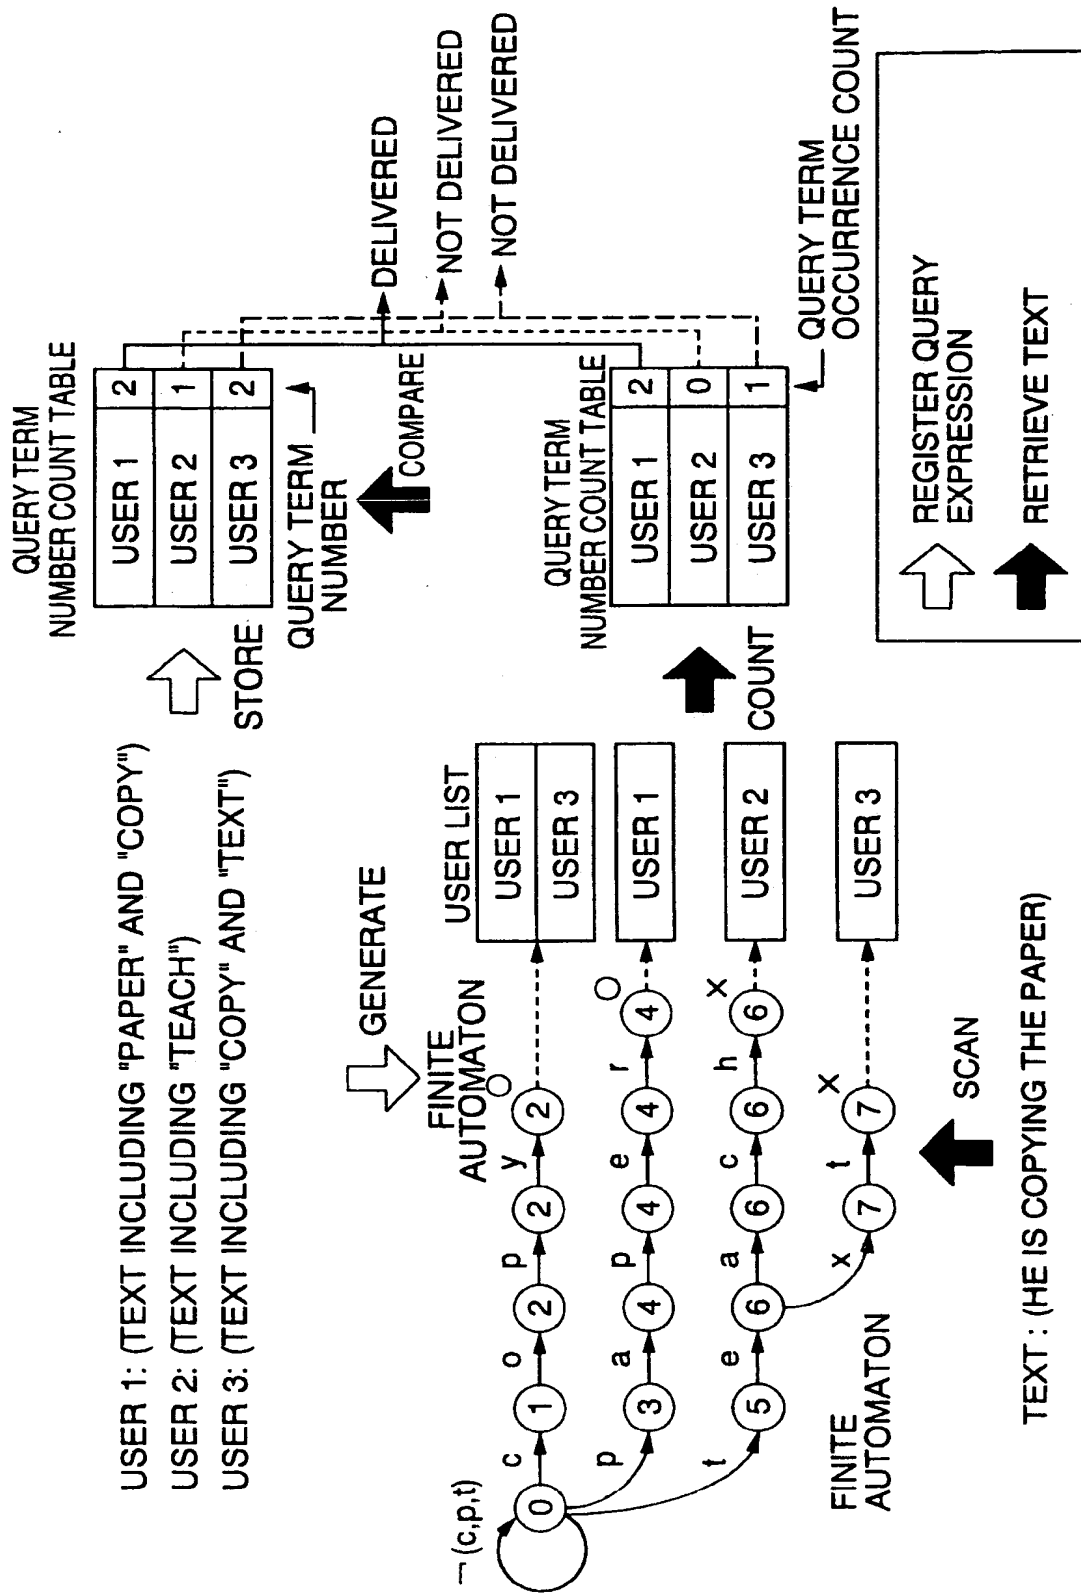 USER 1: (TEXT INCLUDING "PAPER" AND "COPY")
USER 2: (TEXT INCLUDING "TEACH")
USER 3: (TEXT INCLUDING "COPY" AND "TEXT")
STORE
QUERY TERM
NUMBER COUNT TABLE
USER 1 2
USER 2 1
USER 3 2
QUERY TERM
NUMBER
COMPARE
DELIVERED
NOT DELIVERED
NOT DELIVERED
GENERATE
FINITE
AUTOMATON
USER LIST
¬ (c,p,t)
0 c 1 o 2 p 2 y 2
USER 1
USER 3
p 3 a 4 p 4 e 4 r 4
USER 1
t 5 e 6 a 6 c 6 h 6 X
USER 2
x 7 t 7 X
USER 3
FINITE
AUTOMATON
SCAN
TEXT : (HE IS COPYING THE PAPER)
COUNT
QUERY TERM
NUMBER COUNT TABLE
USER 1 2
USER 2 0
USER 3 1
QUERY TERM
OCCURRENCE COUNT
REGISTER QUERY
EXPRESSION
RETRIEVE TEXT